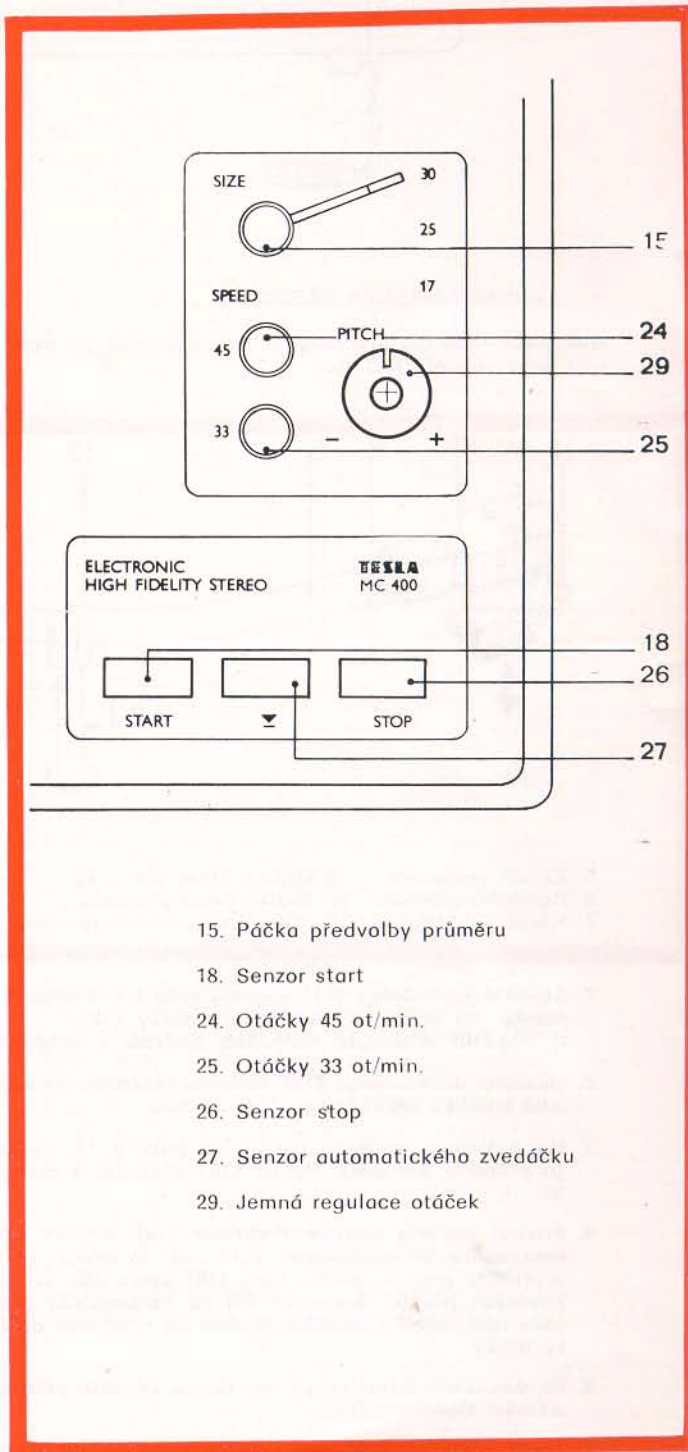 SIZE
30
25
15
17
SPEED
24
PITCH
45
29
33
- +
25
ELECTRONIC TESLA
HIGH FIDELITY STEREO MC 400
18
26
START STOP
27
15. Páčka předvolby průměru
18. Senzor start
24. Otáčky 45 ot/min.
25. Otáčky 33 ot/min.
26. Senzor stop
27. Senzor automatického zvedáčku
29. Jemná regulace otáček